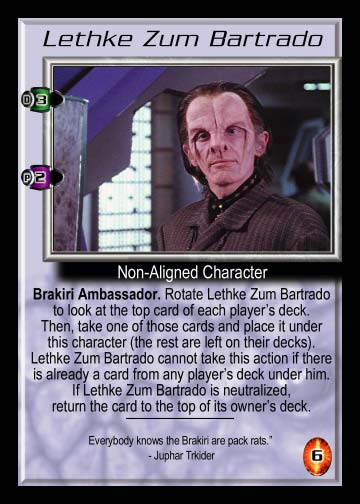 Lethke Zum Bartrado
D 3
P 2
Non-Aligned Character
Brakiri Ambassador. Rotate Lethke Zum Bartrado
to look at the top card of each player's deck.
Then, take one of those cards and place it under
this character (the rest are left on their decks).
Lethke Zum Bartrado cannot take this action if there
is already a card from any player's deck under him.
If Lethke Zum Bartrado is neutralized,
return the card to the top of its owner's deck.
Everybody knows the Brakiri are pack rats."
- Juphar Trkider
6